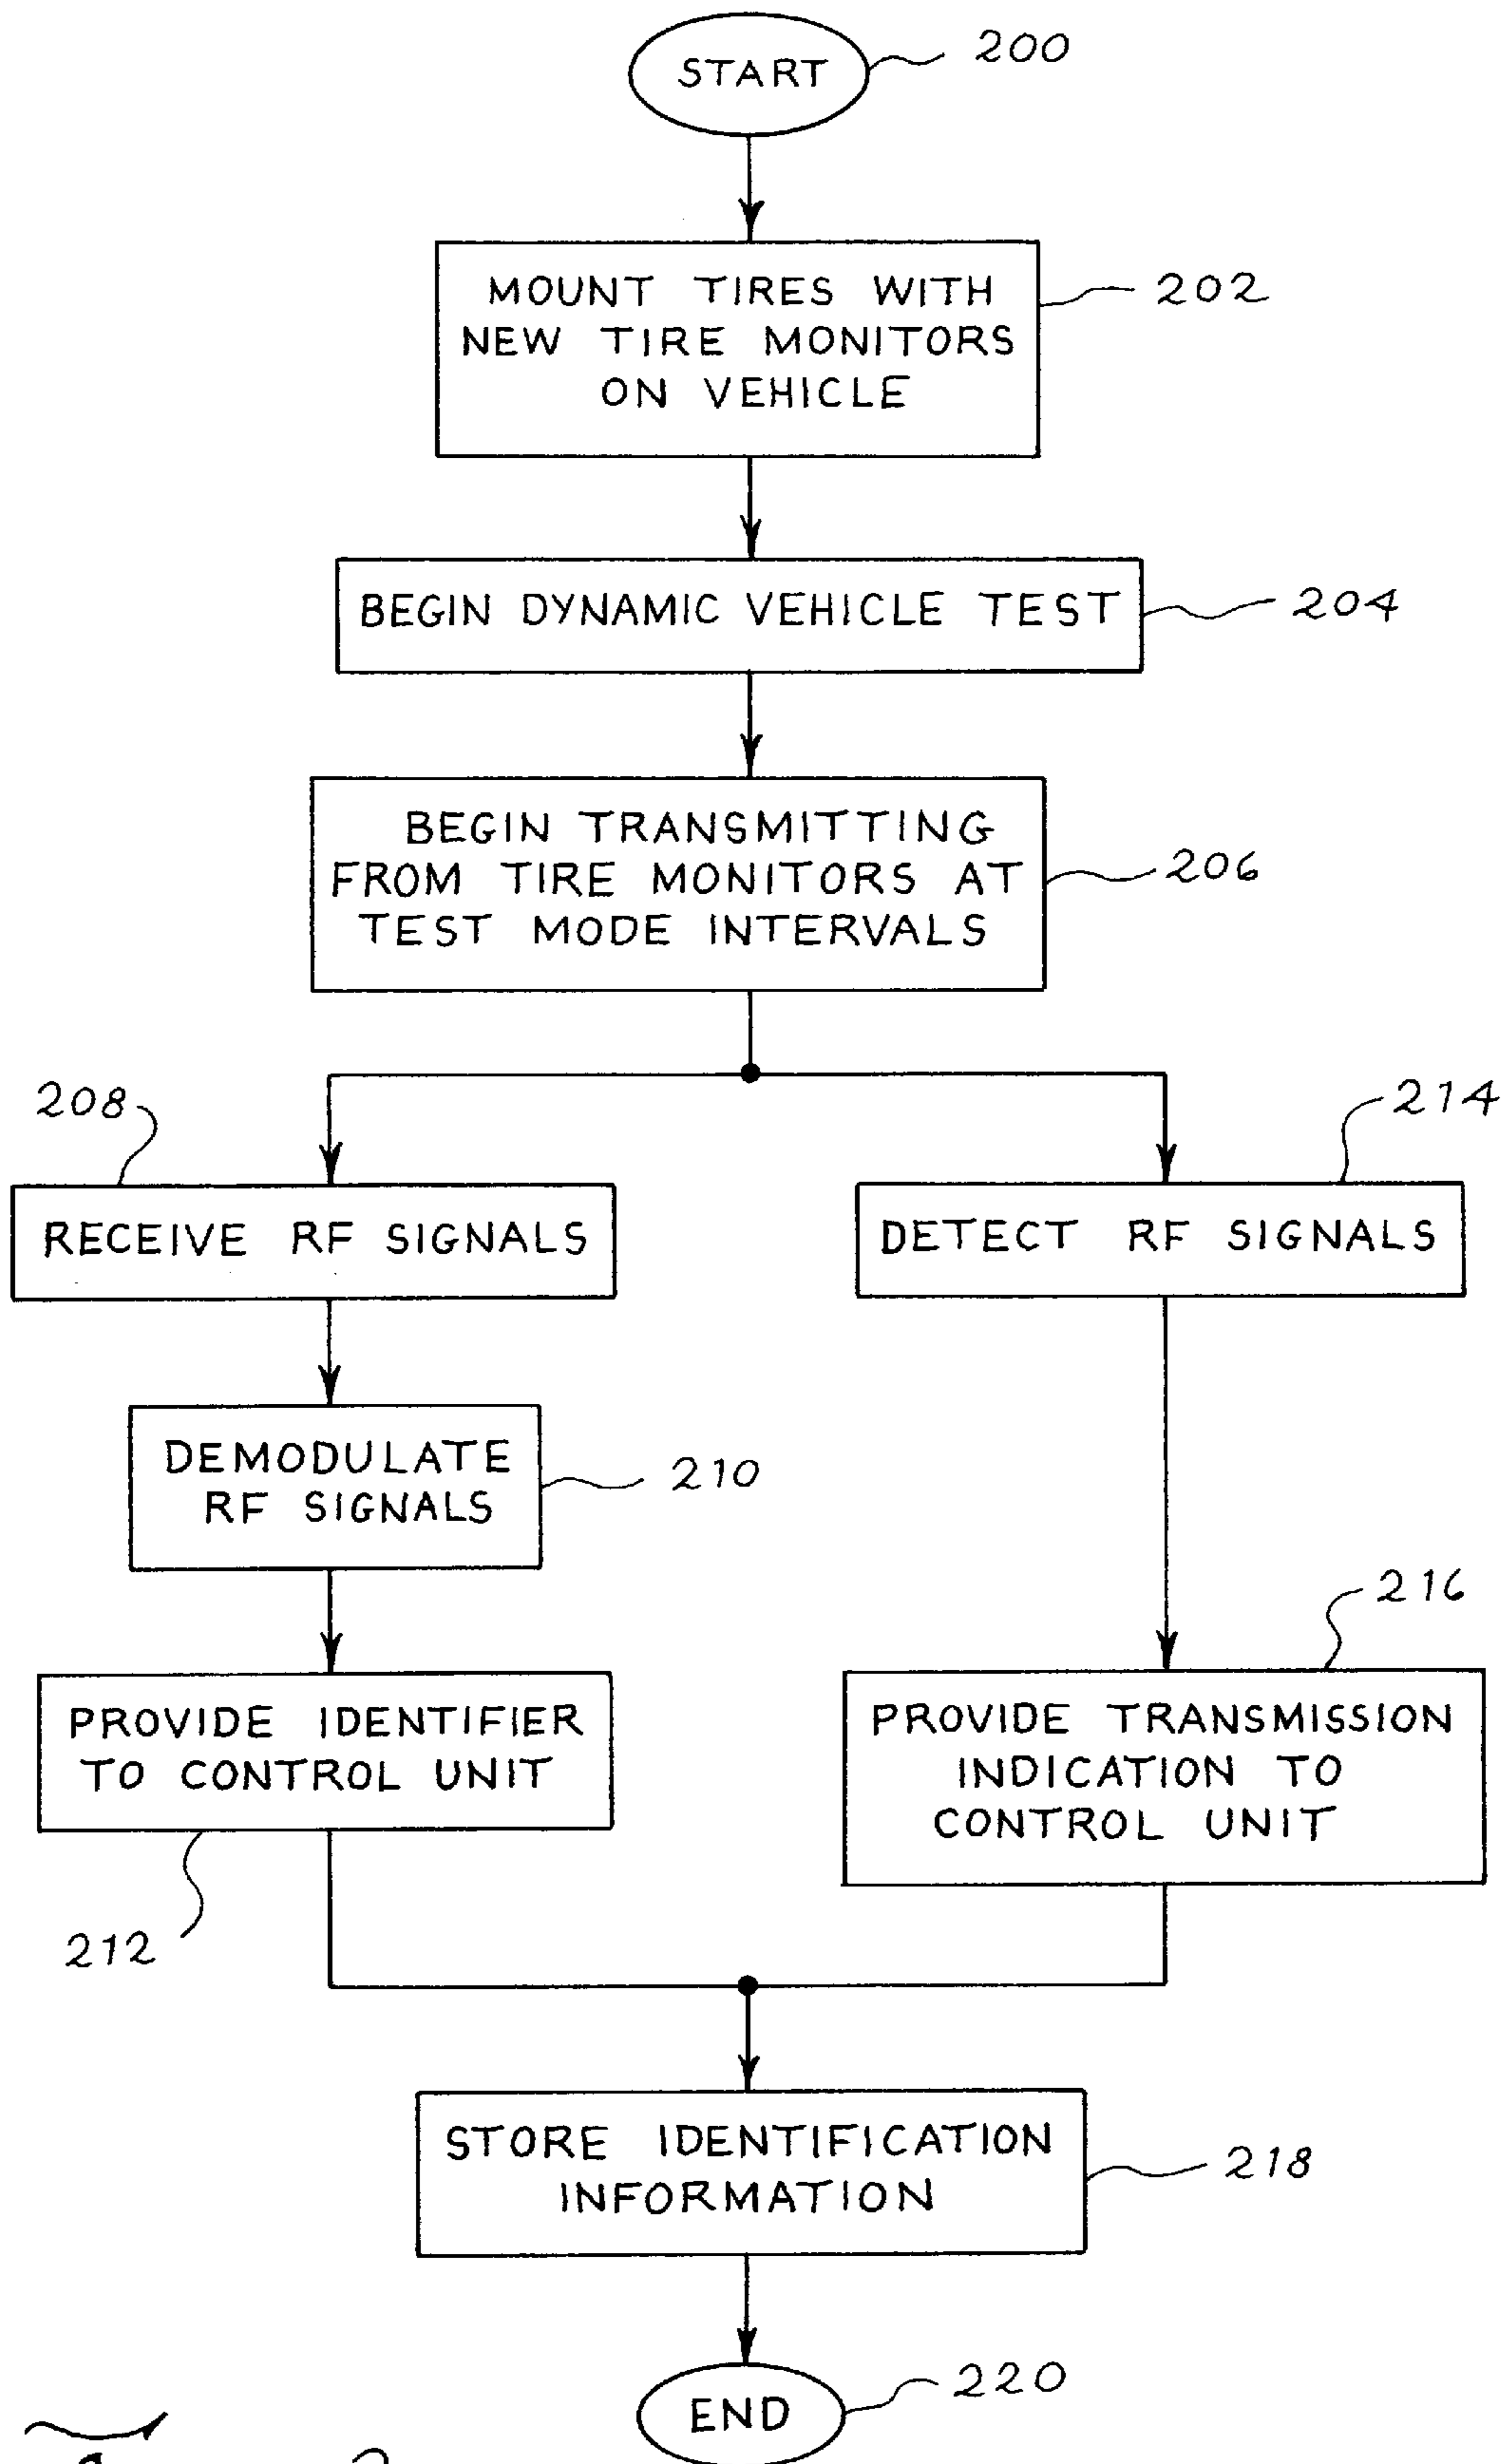 START
200
MOUNT TIRES WITH
NEW TIRE MONITORS
ON VEHICLE
202
BEGIN DYNAMIC VEHICLE TEST
204
BEGIN TRANSMITTING
FROM TIRE MONITORS AT
TEST MODE INTERVALS
206
208
214
RECEIVE RF SIGNALS
DETECT RF SIGNALS
DEMODULATE
RF SIGNALS
210
216
PROVIDE IDENTIFIER
TO CONTROL UNIT
PROVIDE TRANSMISSION
INDICATION TO
CONTROL UNIT
212
STORE IDENTIFICATION
INFORMATION
218
END
220